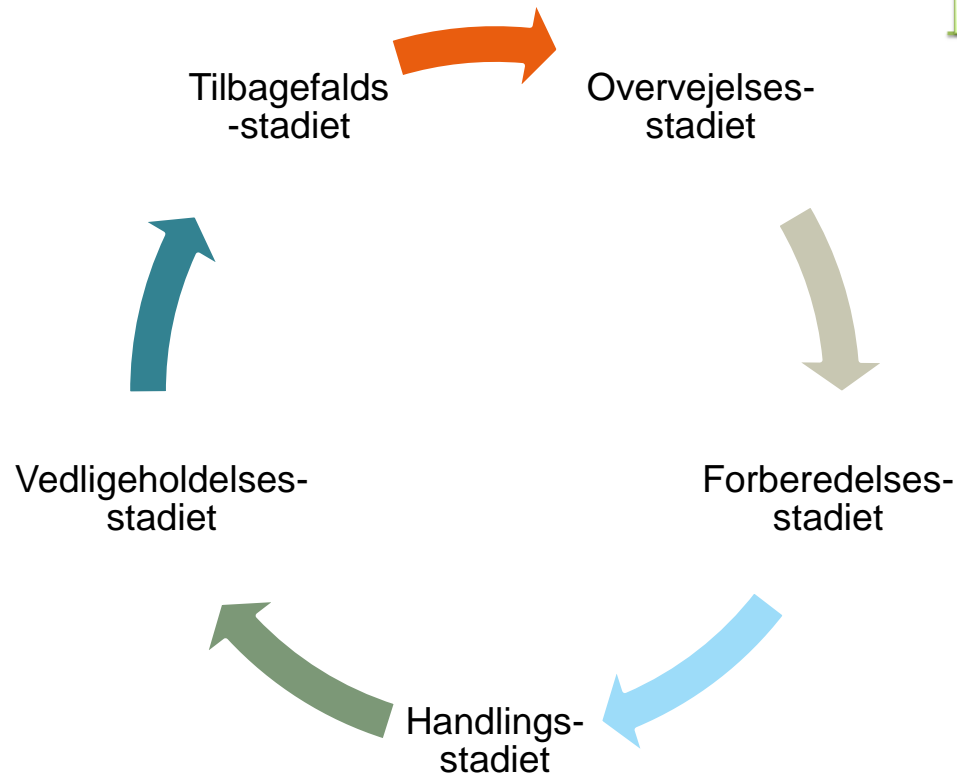 Tilbagefalds
-stadiet
Overvejelses-
stadiet
Forberedelses-
stadiet
Handlings-
stadiet
Vedligeholdelses-
stadiet